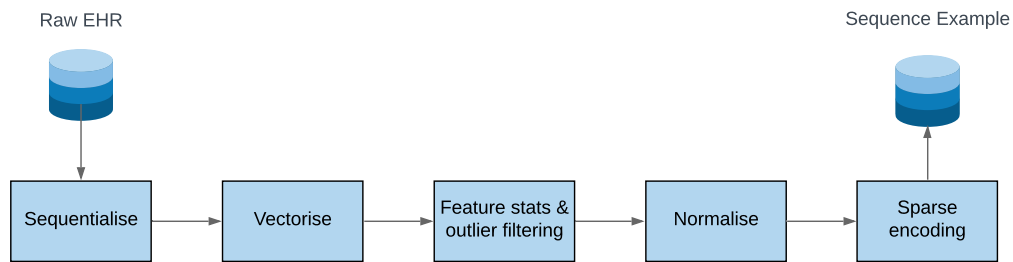 Raw EHR
Sequence Example
Sequentialise
Vectorise
Feature stats &
outlier filtering
Normalise
Sparse
encoding